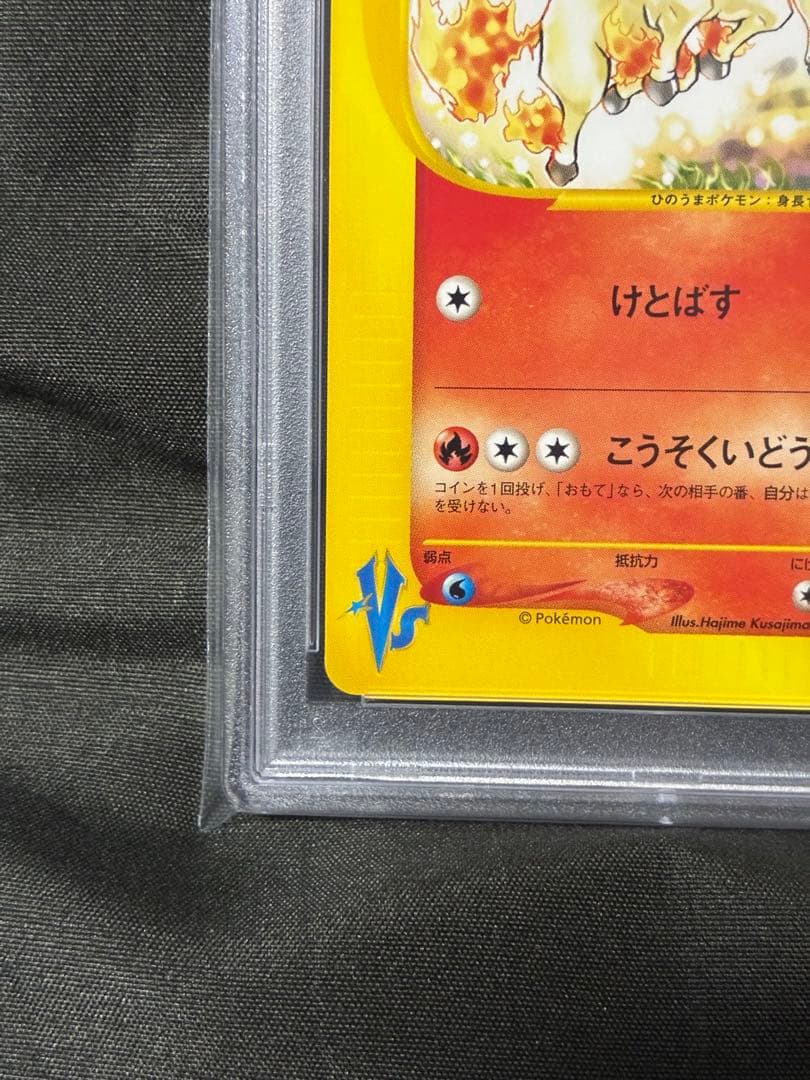 ひのうまポケモン：身長
けとばす
こうそくいどう
コインを1回投げ、「おもて」なら、次の相手の番、自分は
を受けない。
弱点
抵抗力
にげ
VS
© Pokémon
Illus.Hajime Kusajima